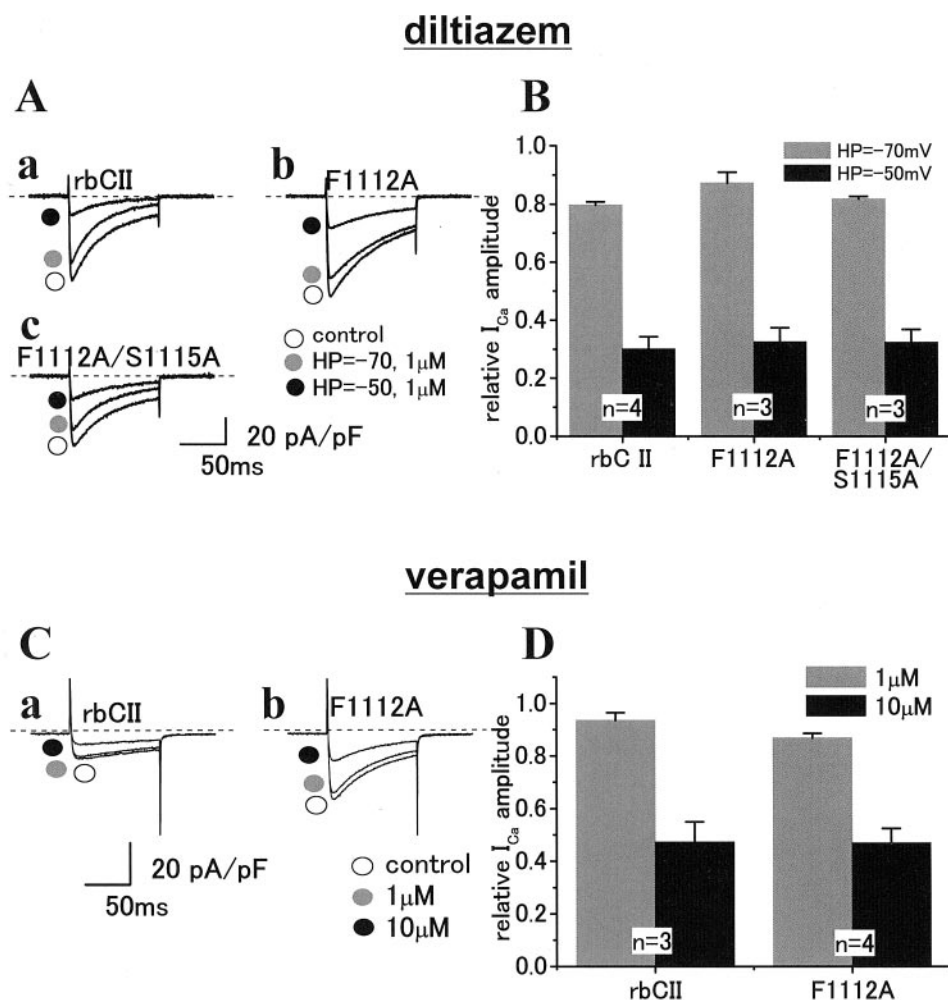 diltiazem
A
a
rbCII
b
F1112A
c
F1112A/S1115A
control
HP=-70, 1μM
HP=-50, 1μM
20 pA/pF
50ms
B
relative I_Ca amplitude
1.0
0.8
0.6
0.4
0.2
0.0
HP=-70mV
HP=-50mV
n=4
n=3
n=3
rbC II
F1112A
F1112A/
S1115A
verapamil
C
a
rbCII
b
F1112A
20 pA/pF
50ms
control
1μM
10μM
D
relative I_Ca amplitude
1.0
0.8
0.6
0.4
0.2
0.0
1μM
10μM
n=3
n=4
rbCII
F1112A